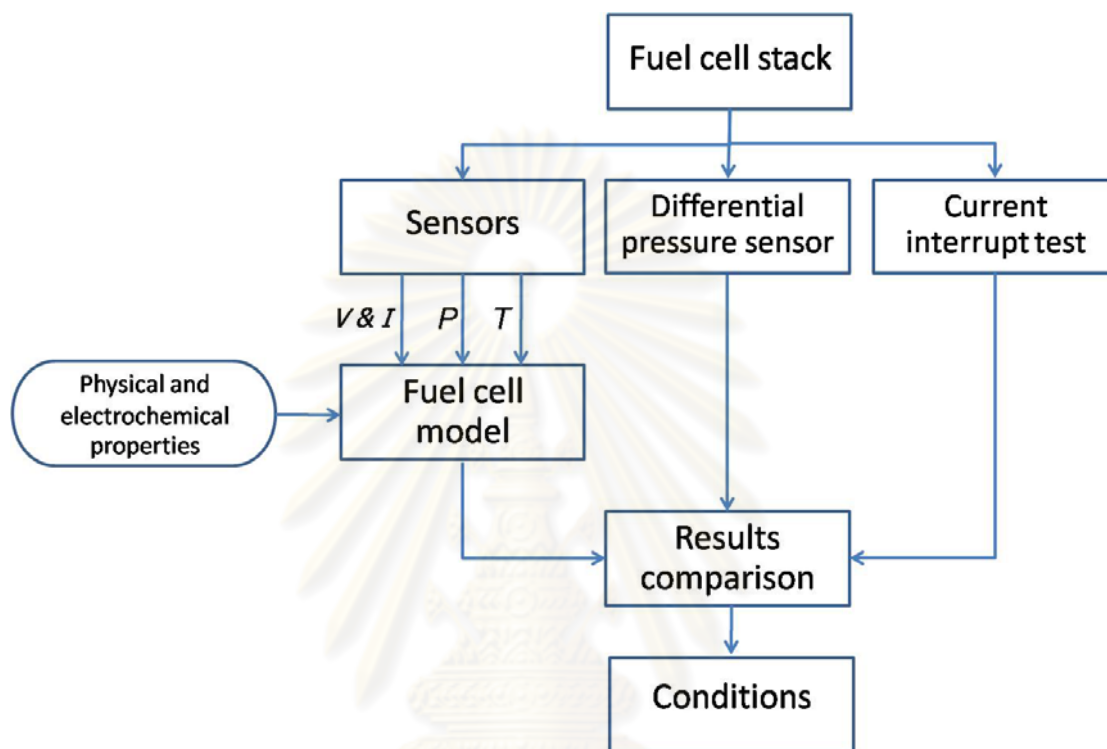 Fuel cell stack
Sensors
Differential
pressure sensor
Current
interrupt test
V & I
P
T
Physical and
electrochemical
properties
Fuel cell
model
Results
comparison
Conditions